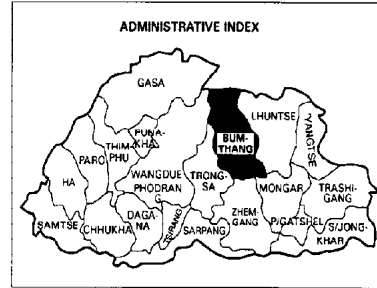 ADMINISTRATIVE INDEX
GASA
LHUNTSE
YANGTSE
PUNA-
KHA
THIM-
PHU
BUM-
THANG
PARO
HA
WANGDUE
PHODRAN
G
TRONG-
SA
MONGAR
TRASHI-
GANG
SAMTSE
CHHUKHA
DAGA-
NA
TSIRANG
SARPANG
ZHEM-
GANG
P/GATSHEL
S/JONG-
KHAR